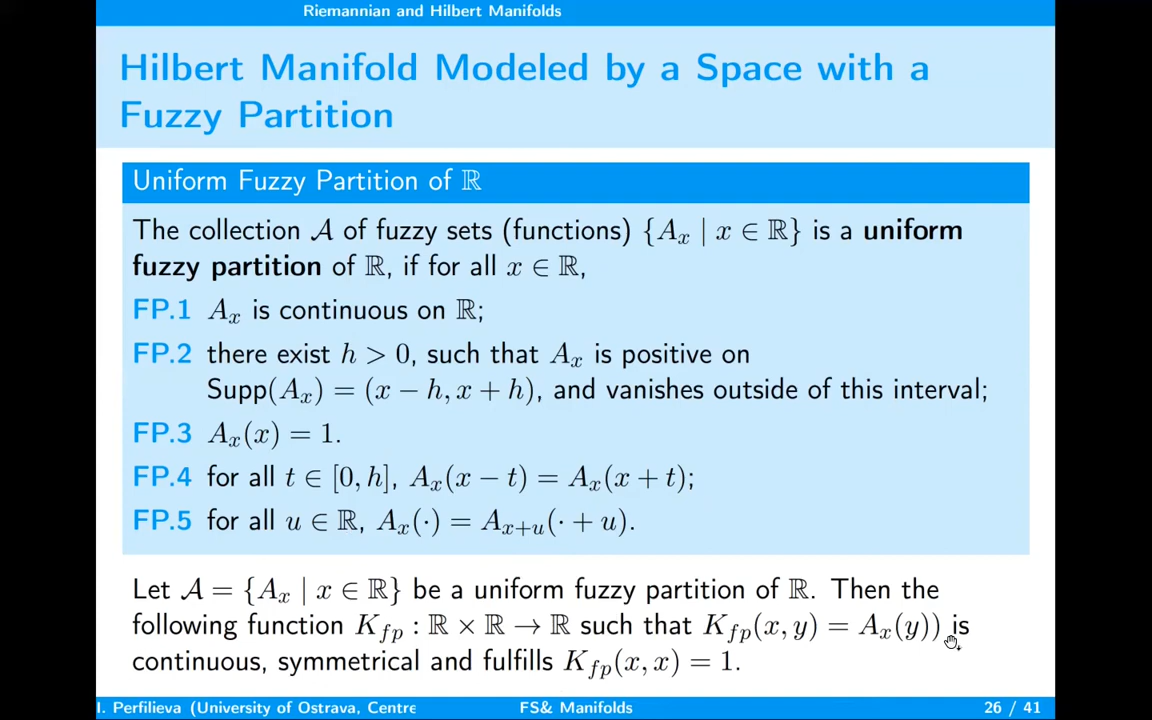 Riemannian and Hilbert Manifolds
Hilbert Manifold Modeled by a Space with a
Fuzzy Partition
Uniform Fuzzy Partition of ℝ
The collection 𝒜 of fuzzy sets (functions) {A_x | x ∈ ℝ} is a uniform
fuzzy partition of ℝ, if for all x ∈ ℝ,
FP.1 A_x is continuous on ℝ;
FP.2 there exist h > 0, such that A_x is positive on
Supp(A_x) = (x − h, x + h), and vanishes outside of this interval;
FP.3 A_x(x) = 1.
FP.4 for all t ∈ [0, h], A_x(x − t) = A_x(x + t);
FP.5 for all u ∈ ℝ, A_x(·) = A_{x+u}(· + u).
Let 𝒜 = {A_x | x ∈ ℝ} be a uniform fuzzy partition of ℝ. Then the
following function K_{fp} : ℝ × ℝ → ℝ such that K_{fp}(x, y) = A_x(y)) is
continuous, symmetrical and fulfills K_{fp}(x, x) = 1.
I. Perfilieva (University of Ostrava, Centre FS& Manifolds 26 / 41